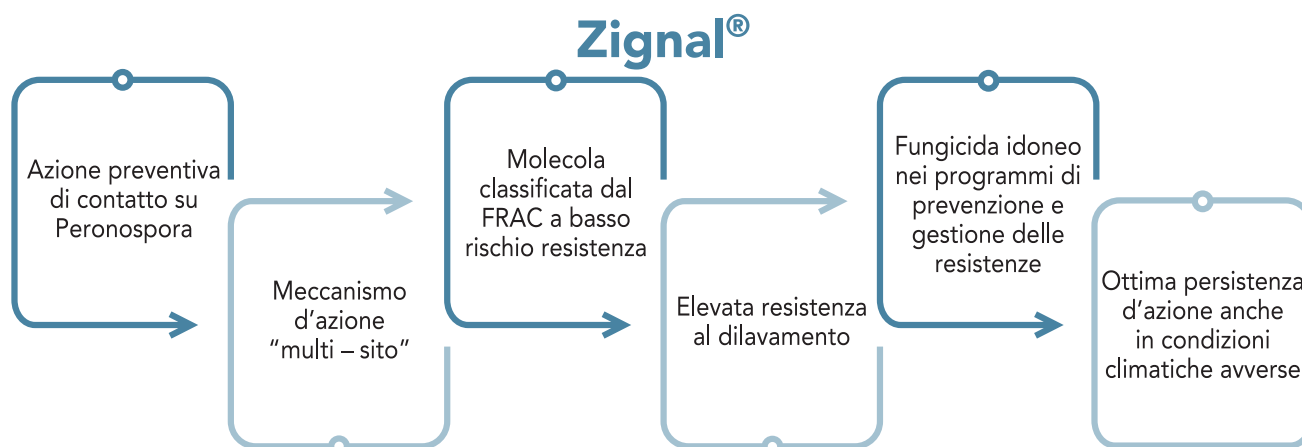 Zignal®
Azione preventiva
di contatto su
Peronospora
Meccanismo
d’azione
“multi – sito”
Molecola
classificata dal
FRAC a basso
rischio resistenza
Elevata resistenza
al dilavamento
Fungicida idoneo
nei programmi di
prevenzione e
gestione delle
resistenze
Ottima persistenza
d’azione anche
in condizioni
climatiche avverse